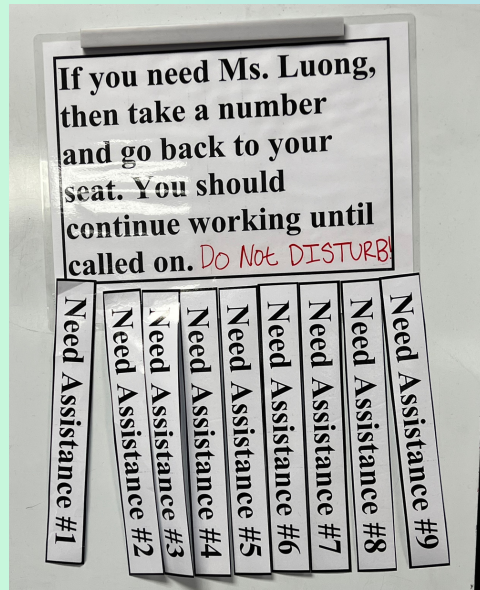 If you need Ms. Luong,
then take a number
and go back to your
seat. You should
continue working until
called on. DO NOt DISTURB!
Need Assistance #1
Need Assistance #2
Need Assistance #3
Need Assistance #4
Need Assistance #5
Need Assistance #6
Need Assistance #7
Need Assistance #8
Need Assistance #9